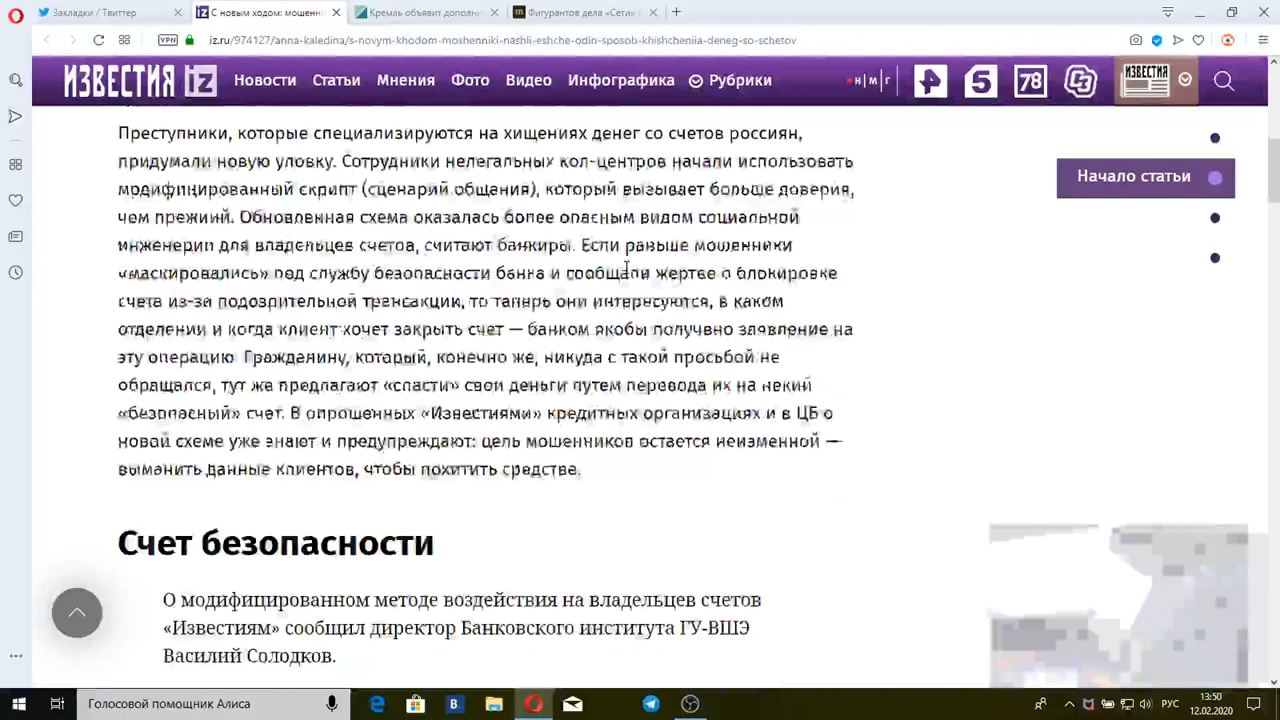 Закладки / Твиттер
С новым ходом: мошенни
Кремль объявит дополни
Фигурантов дела «Сети» с
VPN
iz.ru/974127/anna-kaledina/s-novym-khodom-moshenniki-nashli-eshche-odin-sposob-khishcheniia-deneg-so-schetov
ИЗВЕСТИЯ iz Новости Статьи Мнения Фото Видео Инфографика Рубрики н|м|г 5 78 ИЗВЕСТИЯ
Преступники, которые специализируются на хищениях денег со счетов россиян,
придумали новую уловку. Сотрудники нелегальных кол-центров начали использовать
модифицированный скрипт (сценарий общания), который вызывает больше доверия,
чем прежний. Обновленная схема оказалась более опасным видом социальной
инженерии для владельцев счетов, считают банкиры. Если раньше мошенники
«маскировались» под службу безопасности банка и сообщали жертве о блокировке
счета из-за подозрительной транзакции, то теперь они интересуются, в каком
отделении и когда клиент хочет закрыть счет — банком якобы получено заявление на
эту операцию. Гражданину, который, конечно же, никуда с такой просьбой не
обращался, тут же предлагают «спасти» свои деньги путем перевода их на некий
«безопасный» счет. В опрошенных «Известиями» кредитных организациях и в ЦБ о
новой схеме уже знают и предупреждают: цель мошенников остается неизменной —
выманить данные клиентов, чтобы похитить средства.
Начало статьи
Счет безопасности
О модифицированном методе воздействия на владельцев счетов
«Известиям» сообщил директор Банковского института ГУ-ВШЭ
Василий Солодков.
Голосовой помощник Алиса
РУС
13:50
12.02.2020